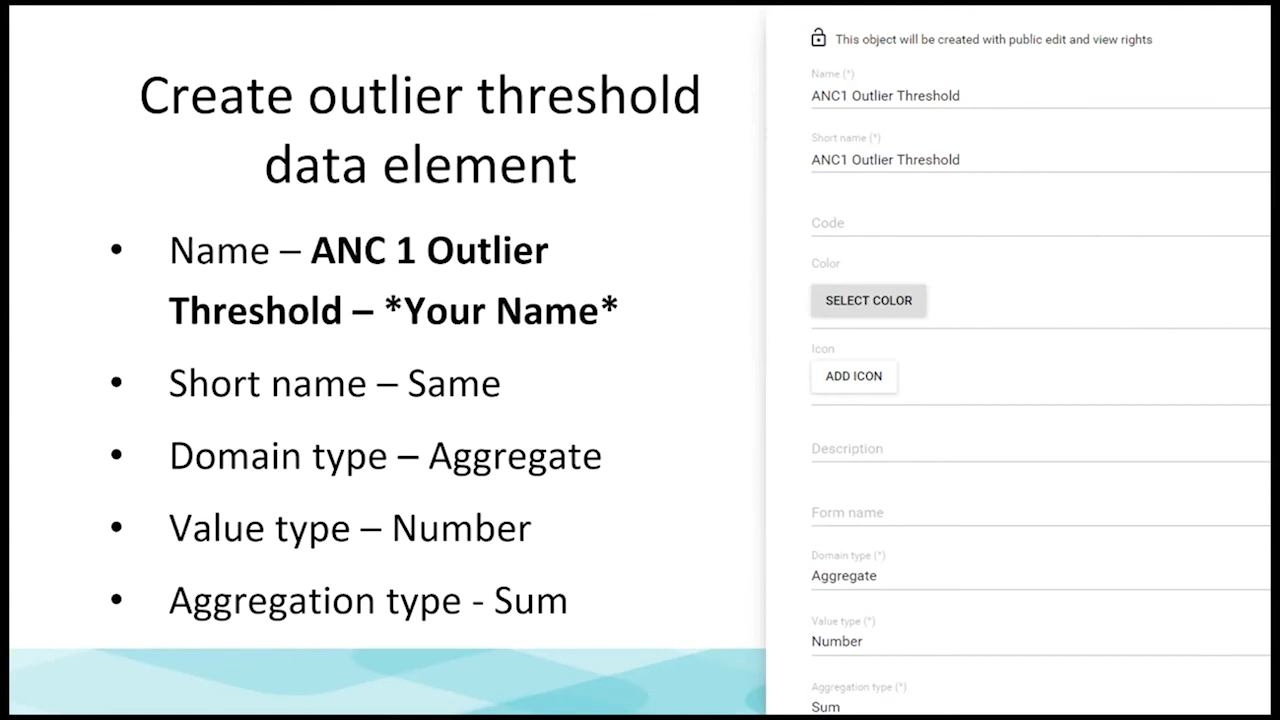 Create outlier threshold
data element
• Name – ANC 1 Outlier
Threshold – *Your Name*
• Short name – Same
• Domain type – Aggregate
• Value type – Number
• Aggregation type - Sum
This object will be created with public edit and view rights
Name (*)
ANC1 Outlier Threshold
Short name (*)
ANC1 Outlier Threshold
Code
Color
SELECT COLOR
Icon
ADD ICON
Description
Form name
Domain type (*)
Aggregate
Value type (*)
Number
Aggregation type (*)
Sum